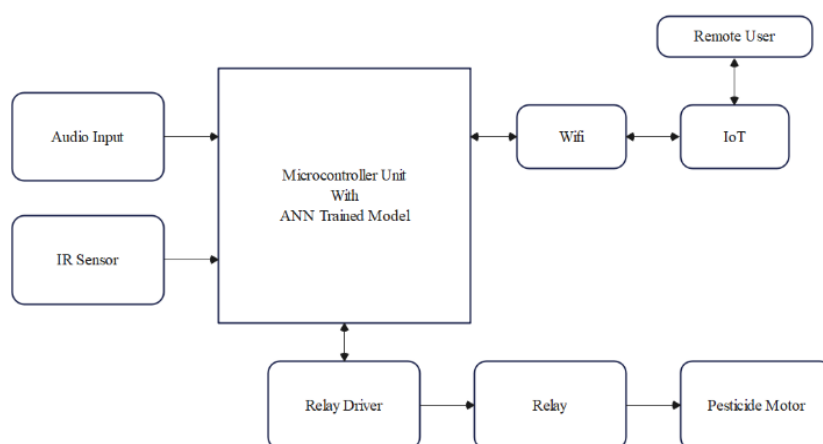 Remote User
Audio Input
Wifi
IoT
Microcontroller Unit
With
ANN Trained Model
IR Sensor
Relay Driver
Relay
Pesticide Motor